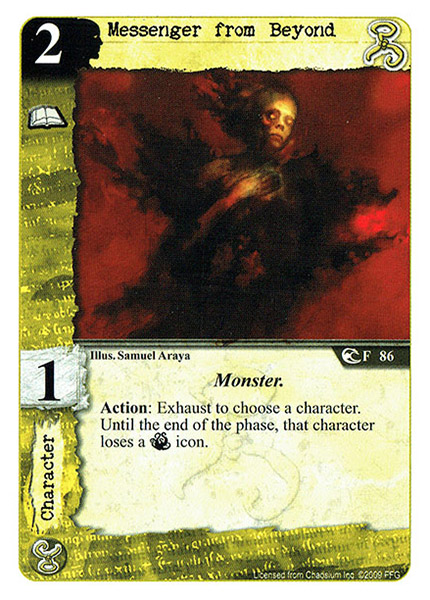 2
Messenger from Beyond
Illus. Samuel Araya
F 86
1
Monster.
Action: Exhaust to choose a character.
Until the end of the phase, that character
loses a icon.
Character
Licensed from Chaosium Inc. ©2009 FFG